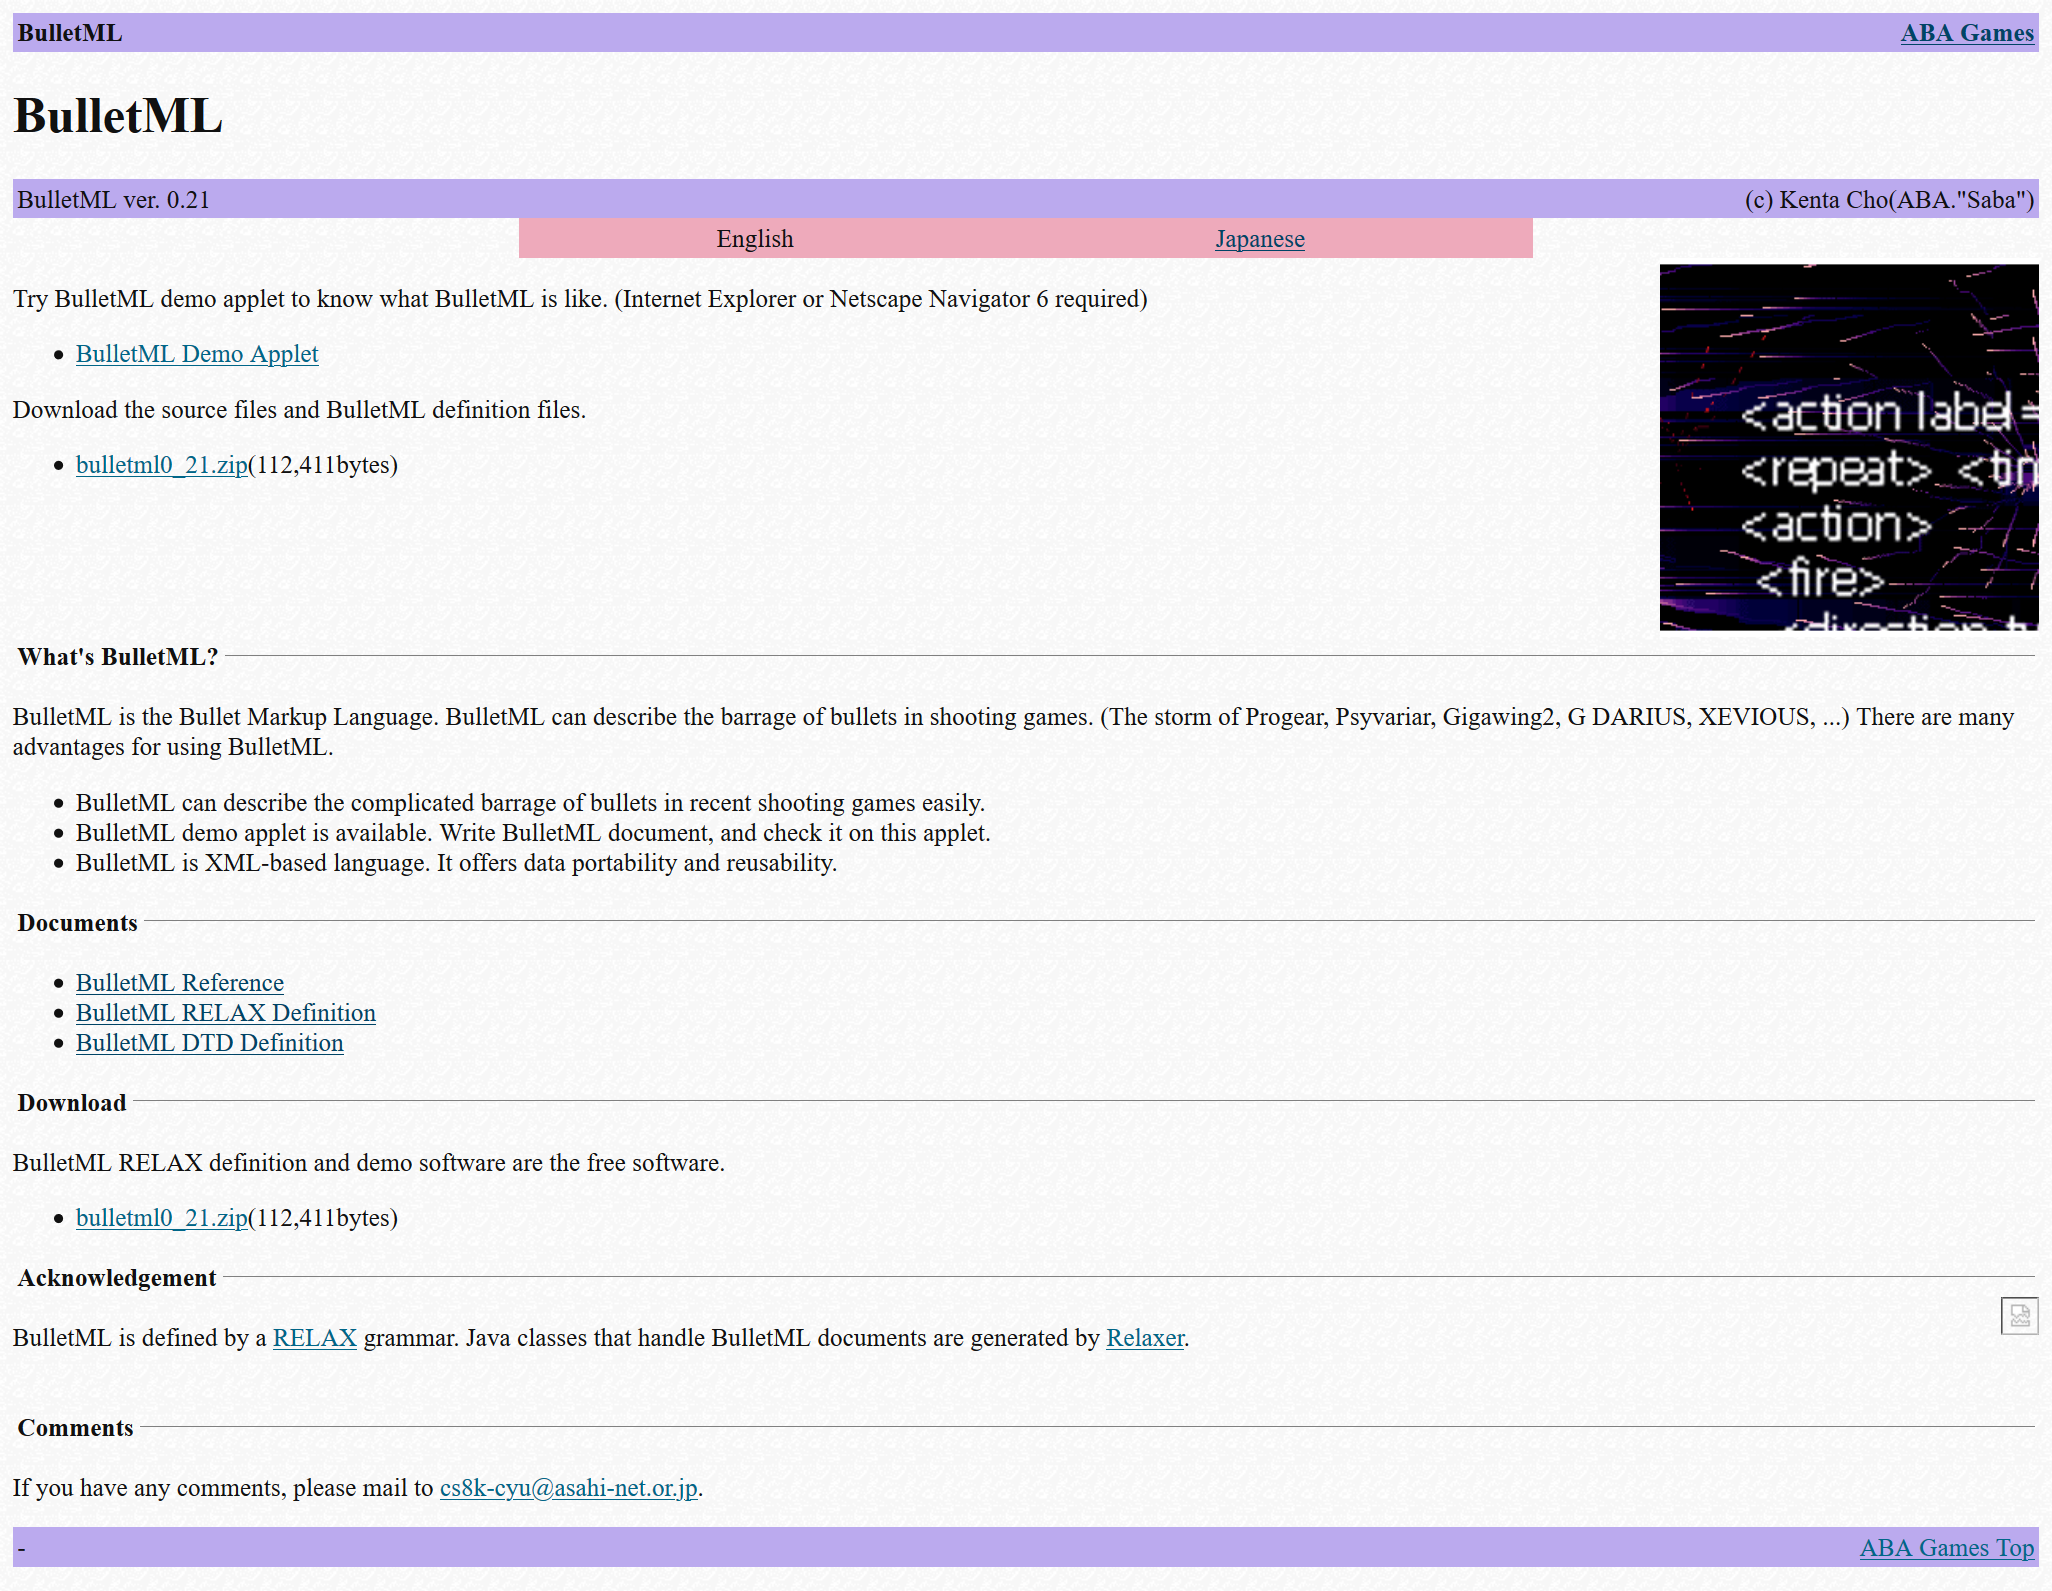 BulletML ABA Games
BulletML
BulletML ver. 0.21 (c) Kenta Cho(ABA."Saba")
English Japanese
Try BulletML demo applet to know what BulletML is like. (Internet Explorer or Netscape Navigator 6 required)
BulletML Demo Applet
Download the source files and BulletML definition files.
bulletml0_21.zip(112,411bytes)
<action label=
<repeat> <tim
<action>
<fire>
<direction
What's BulletML?
BulletML is the Bullet Markup Language. BulletML can describe the barrage of bullets in shooting games. (The storm of Progear, Psyvariar, Gigawing2, G DARIUS, XEVIOUS, ...) There are many
advantages for using BulletML.
BulletML can describe the complicated barrage of bullets in recent shooting games easily.
BulletML demo applet is available. Write BulletML document, and check it on this applet.
BulletML is XML-based language. It offers data portability and reusability.
Documents
BulletML Reference
BulletML RELAX Definition
BulletML DTD Definition
Download
BulletML RELAX definition and demo software are the free software.
bulletml0_21.zip(112,411bytes)
Acknowledgement
BulletML is defined by a RELAX grammar. Java classes that handle BulletML documents are generated by Relaxer.
Comments
If you have any comments, please mail to cs8k-cyu@asahi-net.or.jp.
- ABA Games Top